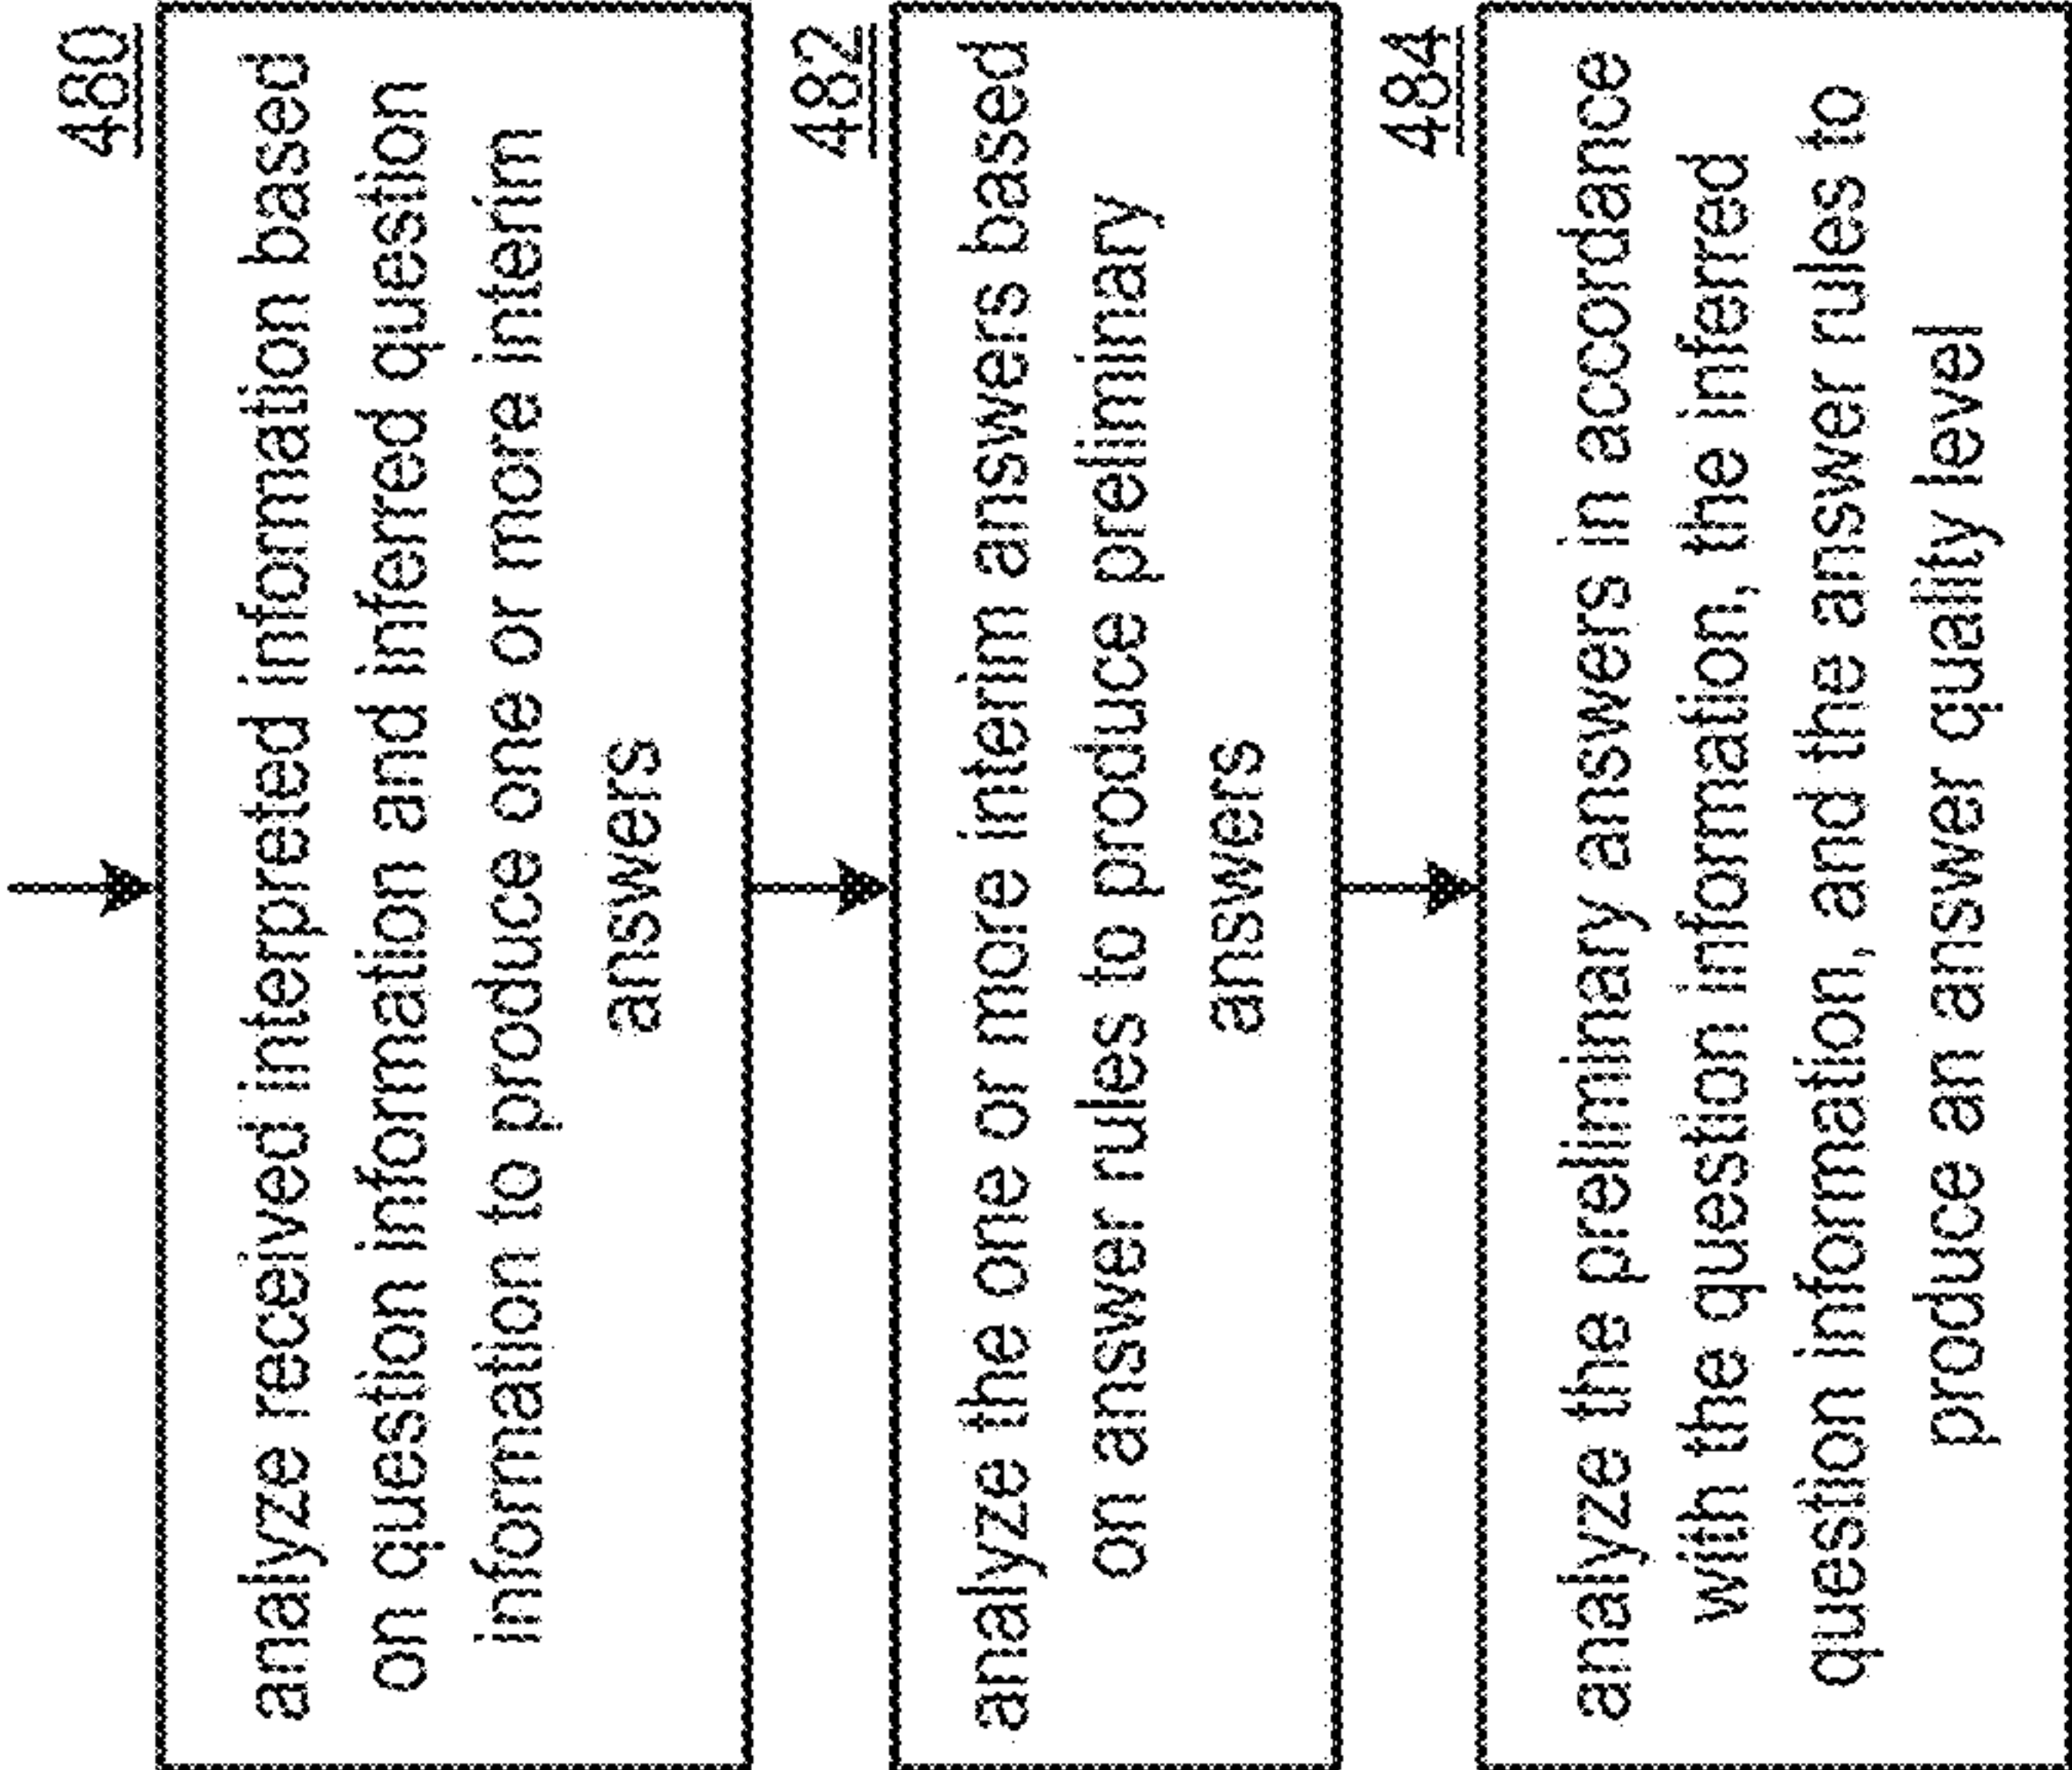 480
analyze received interpreted information based
on question information and inferred question
information to produce one or more interim
answers
482
analyze the one or more interim answers based
on answer rules to produce preliminary
answers
484
analyze the preliminary answers in accordance
with the question information, the inferred
question information, and the answer rules to
produce an answer quality level